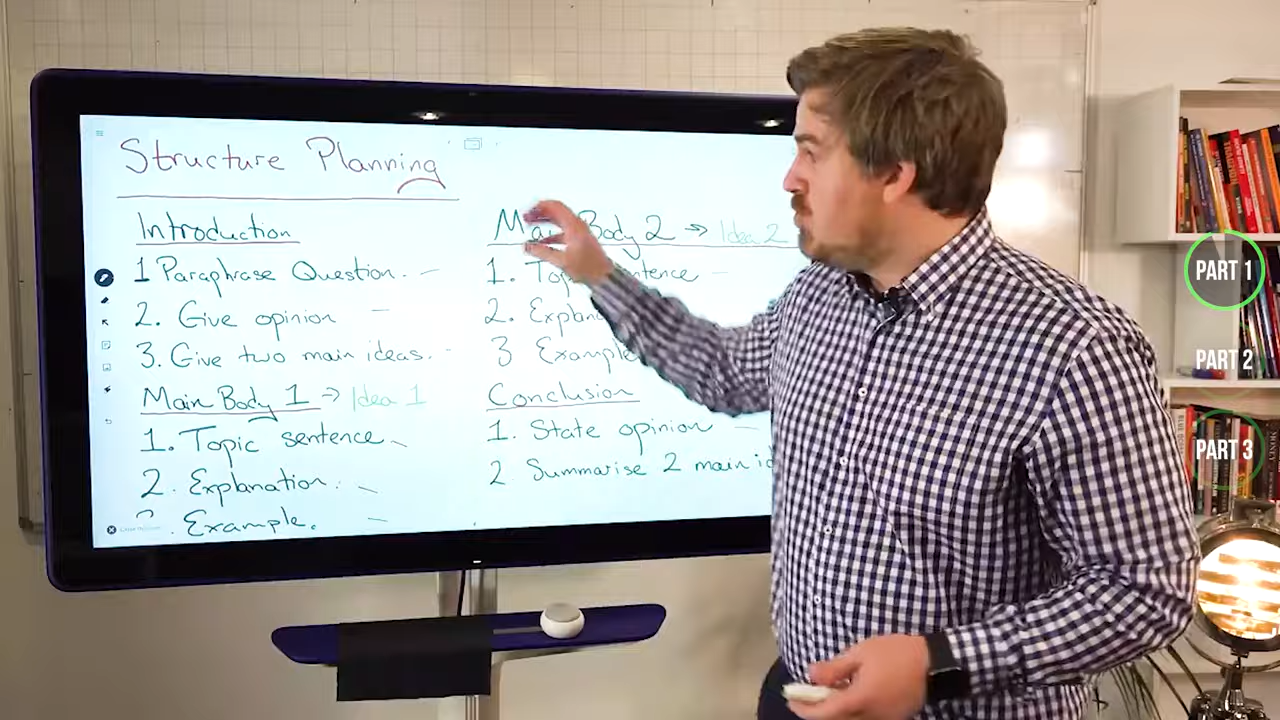 Structure Planning
Introduction
1 Paraphrase Question.
2. Give opinion
3. Give two main ideas.
Main Body 1 → Idea 1
1. Topic sentence
2. Explanation.
Example.
Body 2 → Idea 2
1.
2.
3 Example
Conclusion
1. State opinion
2. Summarise 2 main
PART 1
PART 2
PART 3